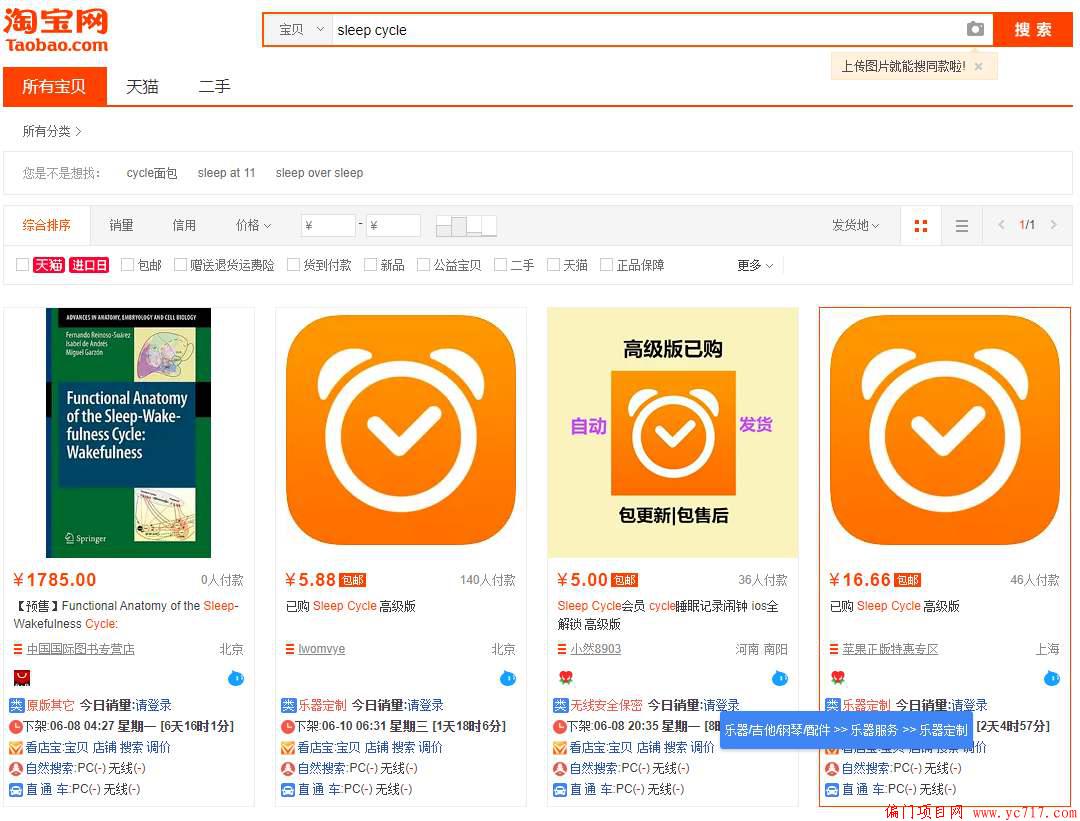 淘宝网
Taobao.com
宝贝 sleep cycle 搜索
上传图片就能搜同款啦! ×
所有宝贝 天猫 二手
所有分类 >
您是不是想找: cycle面包 sleep at 11 sleep over sleep
综合排序 销量 信用 价格 ¥ - ¥ 发货地 < 1/1 >
天猫 进口日 包邮 赠送退货运费险 货到付款 新品 公益宝贝 二手 天猫 正品保障 更多
ADVANCES IN ANATOMY, EMBRYOLOGY AND CELL BIOLOGY
Fernando Reinoso-Suárez
Isabel de Andrés
Miguel Garzón
Functional Anatomy
of the Sleep-Wake-
fulness Cycle:
Wakefulness
Springer
¥1785.00 0人付款
【预售】Functional Anatomy of the Sleep-
Wakefulness Cycle:
中国国际图书专营店 北京
类 原版其它 今日销量:请登录
下架:06-08 04:27 星期一 [6天16时1分]
看店宝:宝贝 店铺 搜索 调价
自然搜索:PC(-) 无线(-)
直 通 车:PC(-) 无线(-)
¥5.88 包邮 140人付款
已购 Sleep Cycle 高级版
lwomvye 北京
类 乐器定制 今日销量:请登录
下架:06-10 06:31 星期三 [1天18时6分]
看店宝:宝贝 店铺 搜索 调价
自然搜索:PC(-) 无线(-)
直 通 车:PC(-) 无线(-)
高级版已购
自动 发货
包更新|包售后
¥5.00 包邮 36人付款
Sleep Cycle会员 cycle睡眠记录闹钟 ios全
解锁 高级版
小然8903 河南 南阳
类 无线安全保密 今日销量:请登录
下架:06-08 20:35 星期一 [8
看店宝:宝贝 店铺 搜索 调价
自然搜索:PC(-) 无线(-)
直 通 车:PC(-) 无线(-)
¥16.66 包邮 46人付款
已购 Sleep Cycle 高级版
苹果正版特惠专区 上海
类 乐器定制 今日销量:请登录
乐器/吉他/钢琴/配件 >> 乐器服务 >> 乐器定制
[2天4时57分]
自然搜索:PC(-) 无线(-)
直 通 车:PC(-) 无线(-)
偏门项目网 www.yc717.com